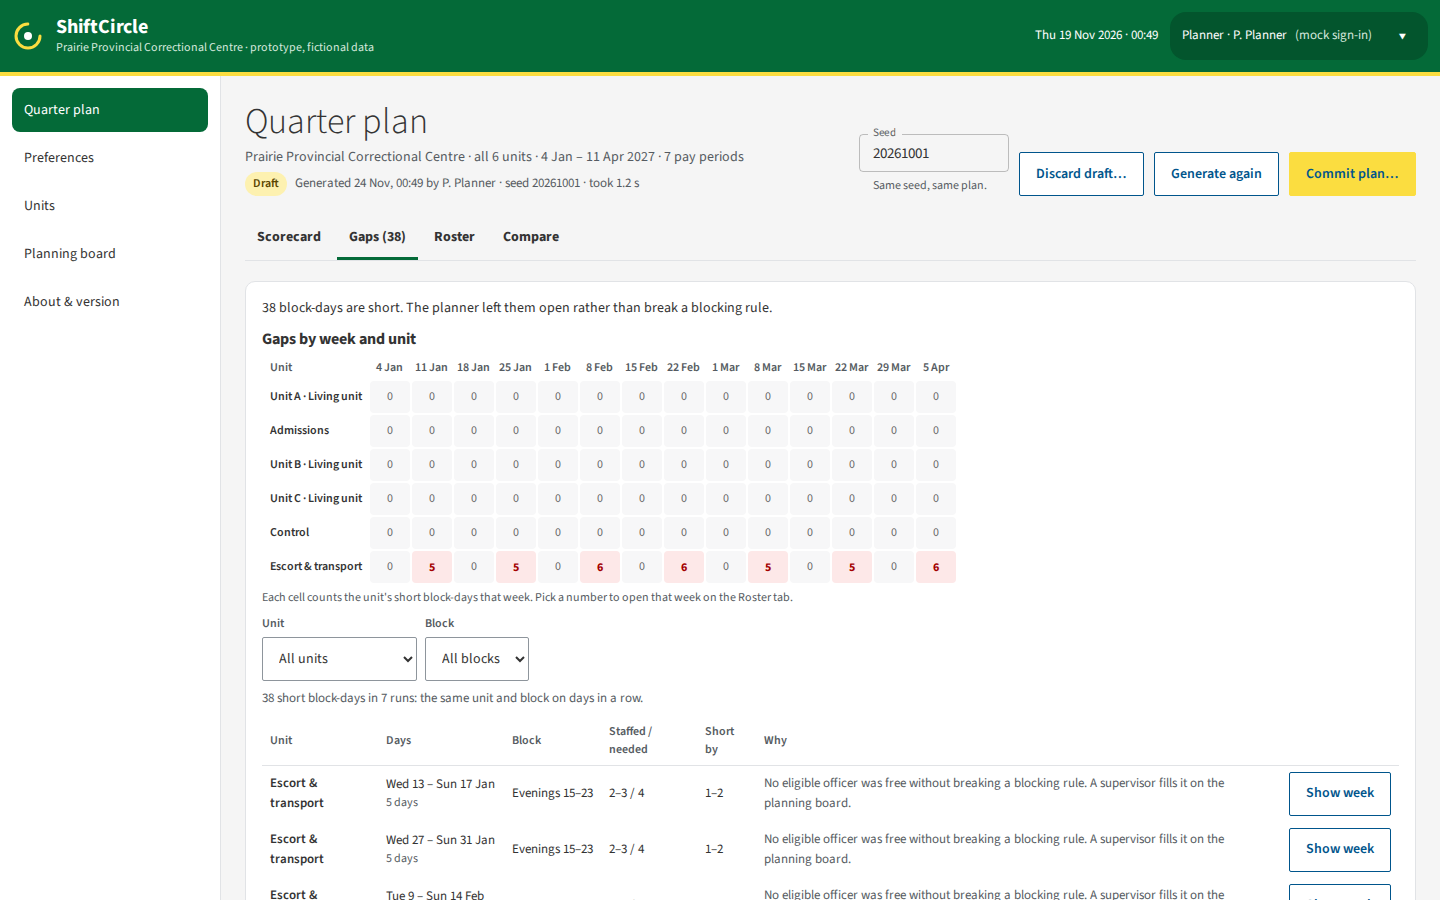 ShiftCircle
Prairie Provincial Correctional Centre · prototype, fictional data
Thu 19 Nov 2026 · 00:49
Planner · P. Planner (mock sign-in)
Quarter plan
Preferences
Units
Planning board
About & version
Quarter plan
Prairie Provincial Correctional Centre · all 6 units · 4 Jan – 11 Apr 2027 · 7 pay periods
Draft Generated 24 Nov, 00:49 by P. Planner · seed 20261001 · took 1.2 s
Seed
20261001
Same seed, same plan.
Discard draft…
Generate again
Commit plan…
Scorecard Gaps (38) Roster Compare
38 block-days are short. The planner left them open rather than break a blocking rule.
Gaps by week and unit
Unit 4 Jan 11 Jan 18 Jan 25 Jan 1 Feb 8 Feb 15 Feb 22 Feb 1 Mar 8 Mar 15 Mar 22 Mar 29 Mar 5 Apr
Unit A · Living unit 0 0 0 0 0 0 0 0 0 0 0 0 0 0
Admissions 0 0 0 0 0 0 0 0 0 0 0 0 0 0
Unit B · Living unit 0 0 0 0 0 0 0 0 0 0 0 0 0 0
Unit C · Living unit 0 0 0 0 0 0 0 0 0 0 0 0 0 0
Control 0 0 0 0 0 0 0 0 0 0 0 0 0 0
Escort & transport 0 5 0 5 0 6 0 6 0 5 0 5 0 6
Each cell counts the unit's short block-days that week. Pick a number to open that week on the Roster tab.
Unit Block
All units All blocks
38 short block-days in 7 runs: the same unit and block on days in a row.
Unit Days Block Staffed / needed Short by Why
Escort & transport Wed 13 – Sun 17 Jan 5 days Evenings 15–23 2–3 / 4 1–2 No eligible officer was free without breaking a blocking rule. A supervisor fills it on the planning board. Show week
Escort & transport Wed 27 – Sun 31 Jan 5 days Evenings 15–23 2–3 / 4 1–2 No eligible officer was free without breaking a blocking rule. A supervisor fills it on the planning board. Show week
Escort & Tue 9 – Sun 14 Feb No eligible officer was free without breaking a blocking rule. A supervisor fills it on the